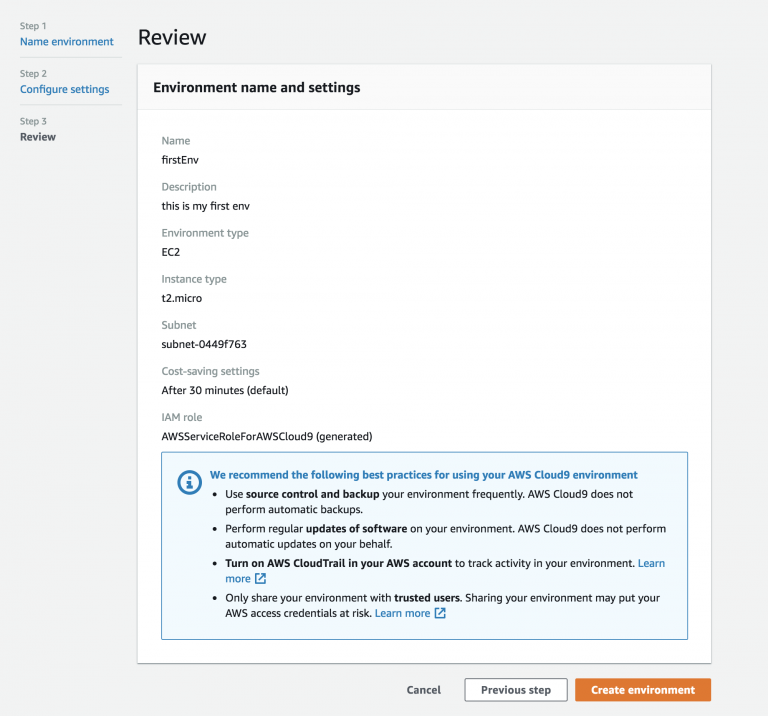 Step 1
Name environment
Step 2
Configure settings
Step 3
Review
Review
Environment name and settings
Name
firstEnv
Description
this is my first env
Environment type
EC2
Instance type
t2.micro
Subnet
subnet-0449f763
Cost-saving settings
After 30 minutes (default)
IAM role
AWSServiceRoleForAWSCloud9 (generated)
We recommend the following best practices for using your AWS Cloud9 environment
• Use source control and backup your environment frequently. AWS Cloud9 does not
perform automatic backups.
• Perform regular updates of software on your environment. AWS Cloud9 does not perform
automatic updates on your behalf.
• Turn on AWS CloudTrail in your AWS account to track activity in your environment. Learn
more
• Only share your environment with trusted users. Sharing your environment may put your
AWS access credentials at risk. Learn more
Cancel
Previous step
Create environment